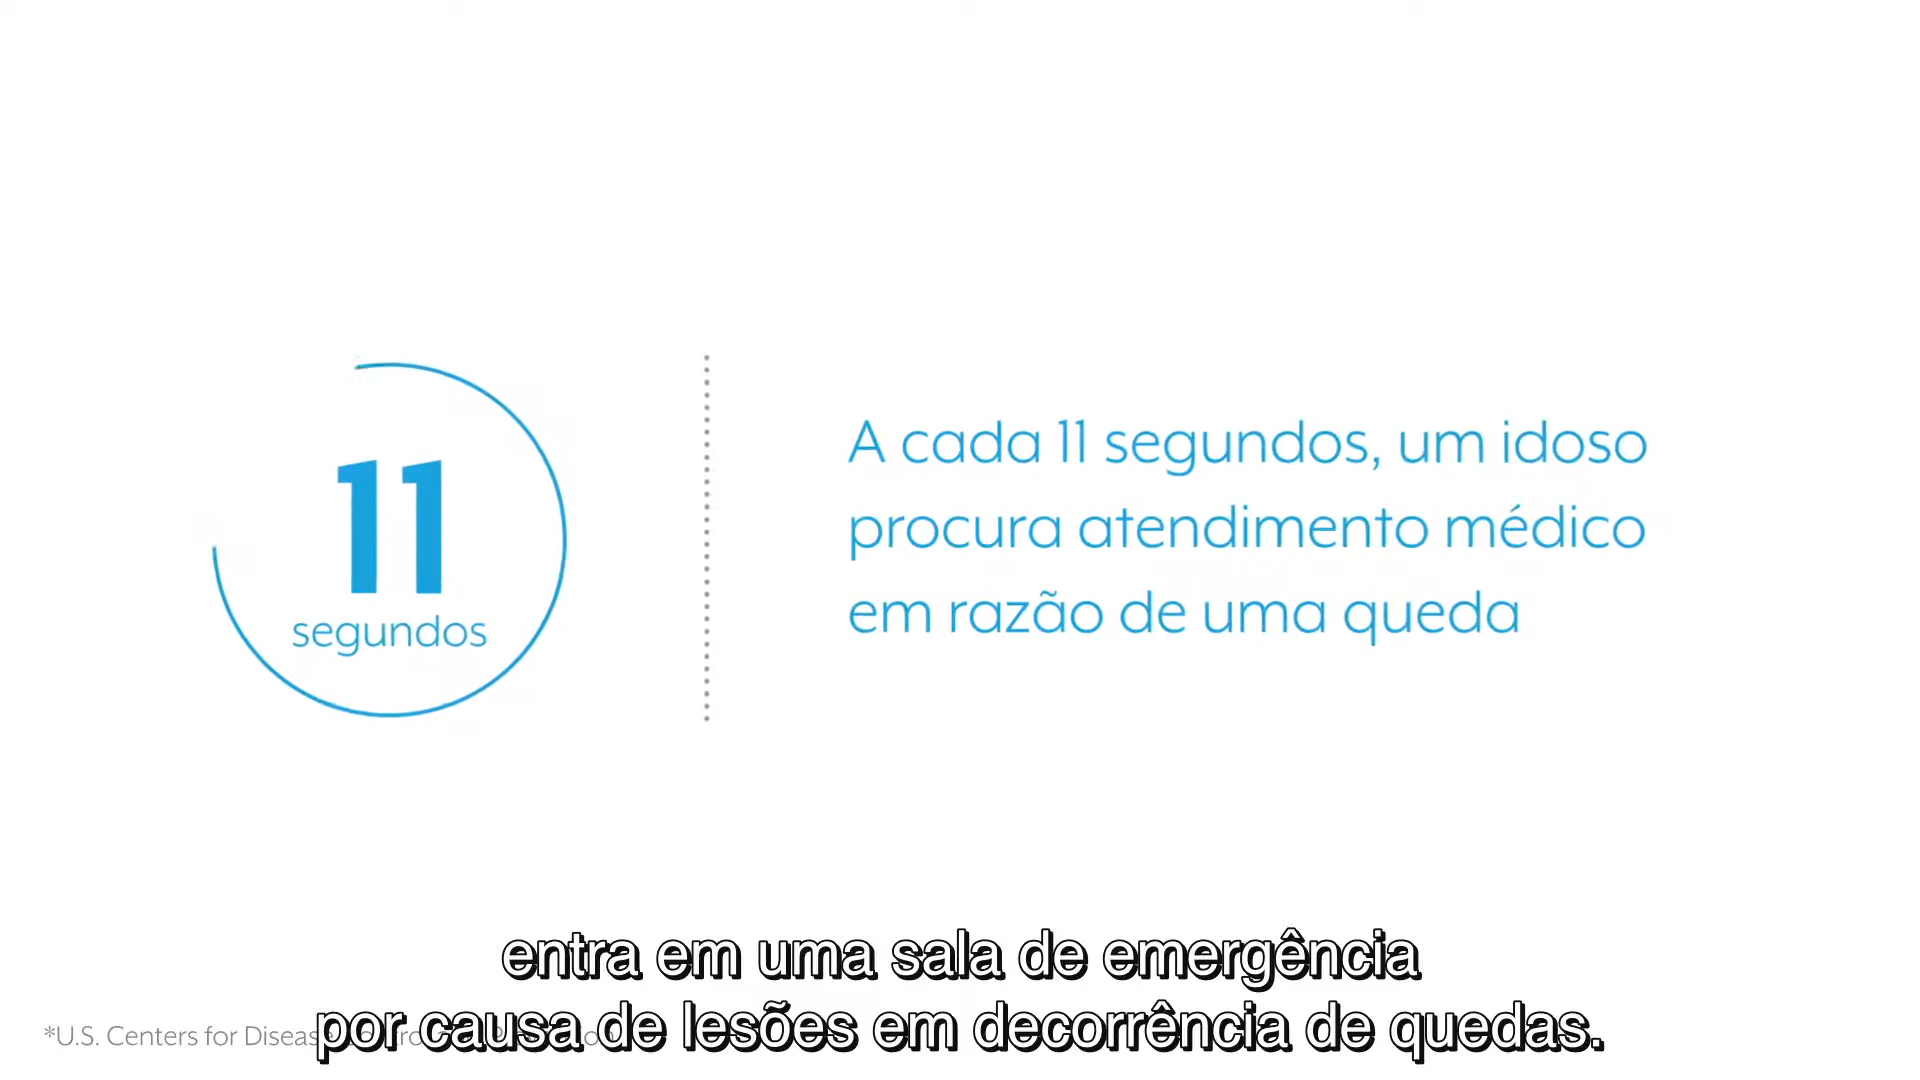 11
segundos
A cada 11 segundos, um idoso
procura atendimento médico
em razão de uma queda
entra em uma sala de emergência
por causa de lesões em decorrência de quedas.
*U.S. Centers for